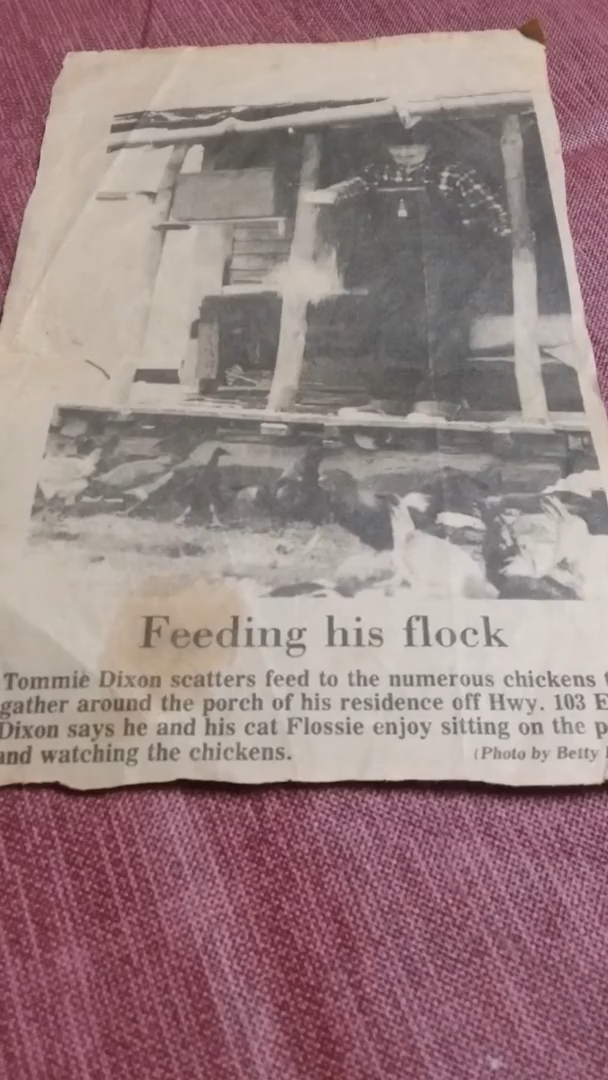 Feeding his flock
Tommie Dixon scatters feed to the numerous chickens
gather around the porch of his residence off Hwy. 103 E
Dixon says he and his cat Flossie enjoy sitting on the
and watching the chickens.
(Photo by Betty